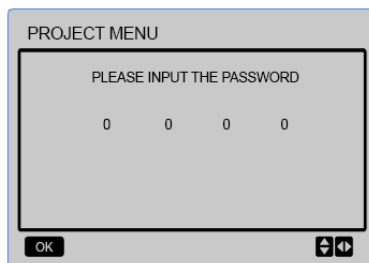 PROJECT MENU
PLEASE INPUT THE PASSWORD
0 0 0 0
OK